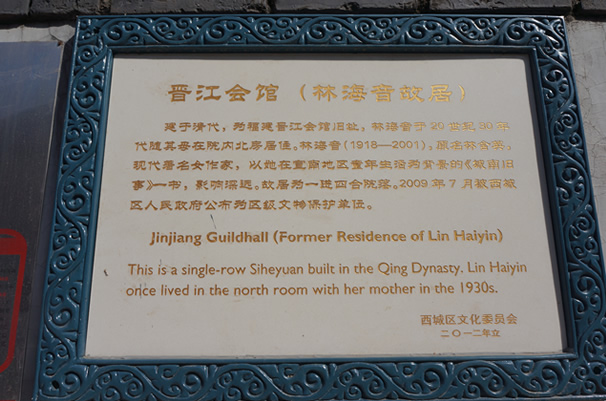 晋江会馆（林海音故居）
建于清代，为福建晋江会馆旧址，林海音于20世纪30年
代随其母在院内北房居住。林海音（1918—2001），原名林含英，
现代著名女作家，以她在宣南地区童年生活为背景的《城南旧
事》一书，影响深远。故居为一进四合院落。2009年7月被西城
区人民政府公布为区级文物保护单位。
Jinjiang Guildhall (Former Residence of Lin Haiyin)
This is a single-row Siheyuan built in the Qing Dynasty. Lin Haiyin
once lived in the north room with her mother in the 1930s.
西城区文化委员会
二〇一二年立